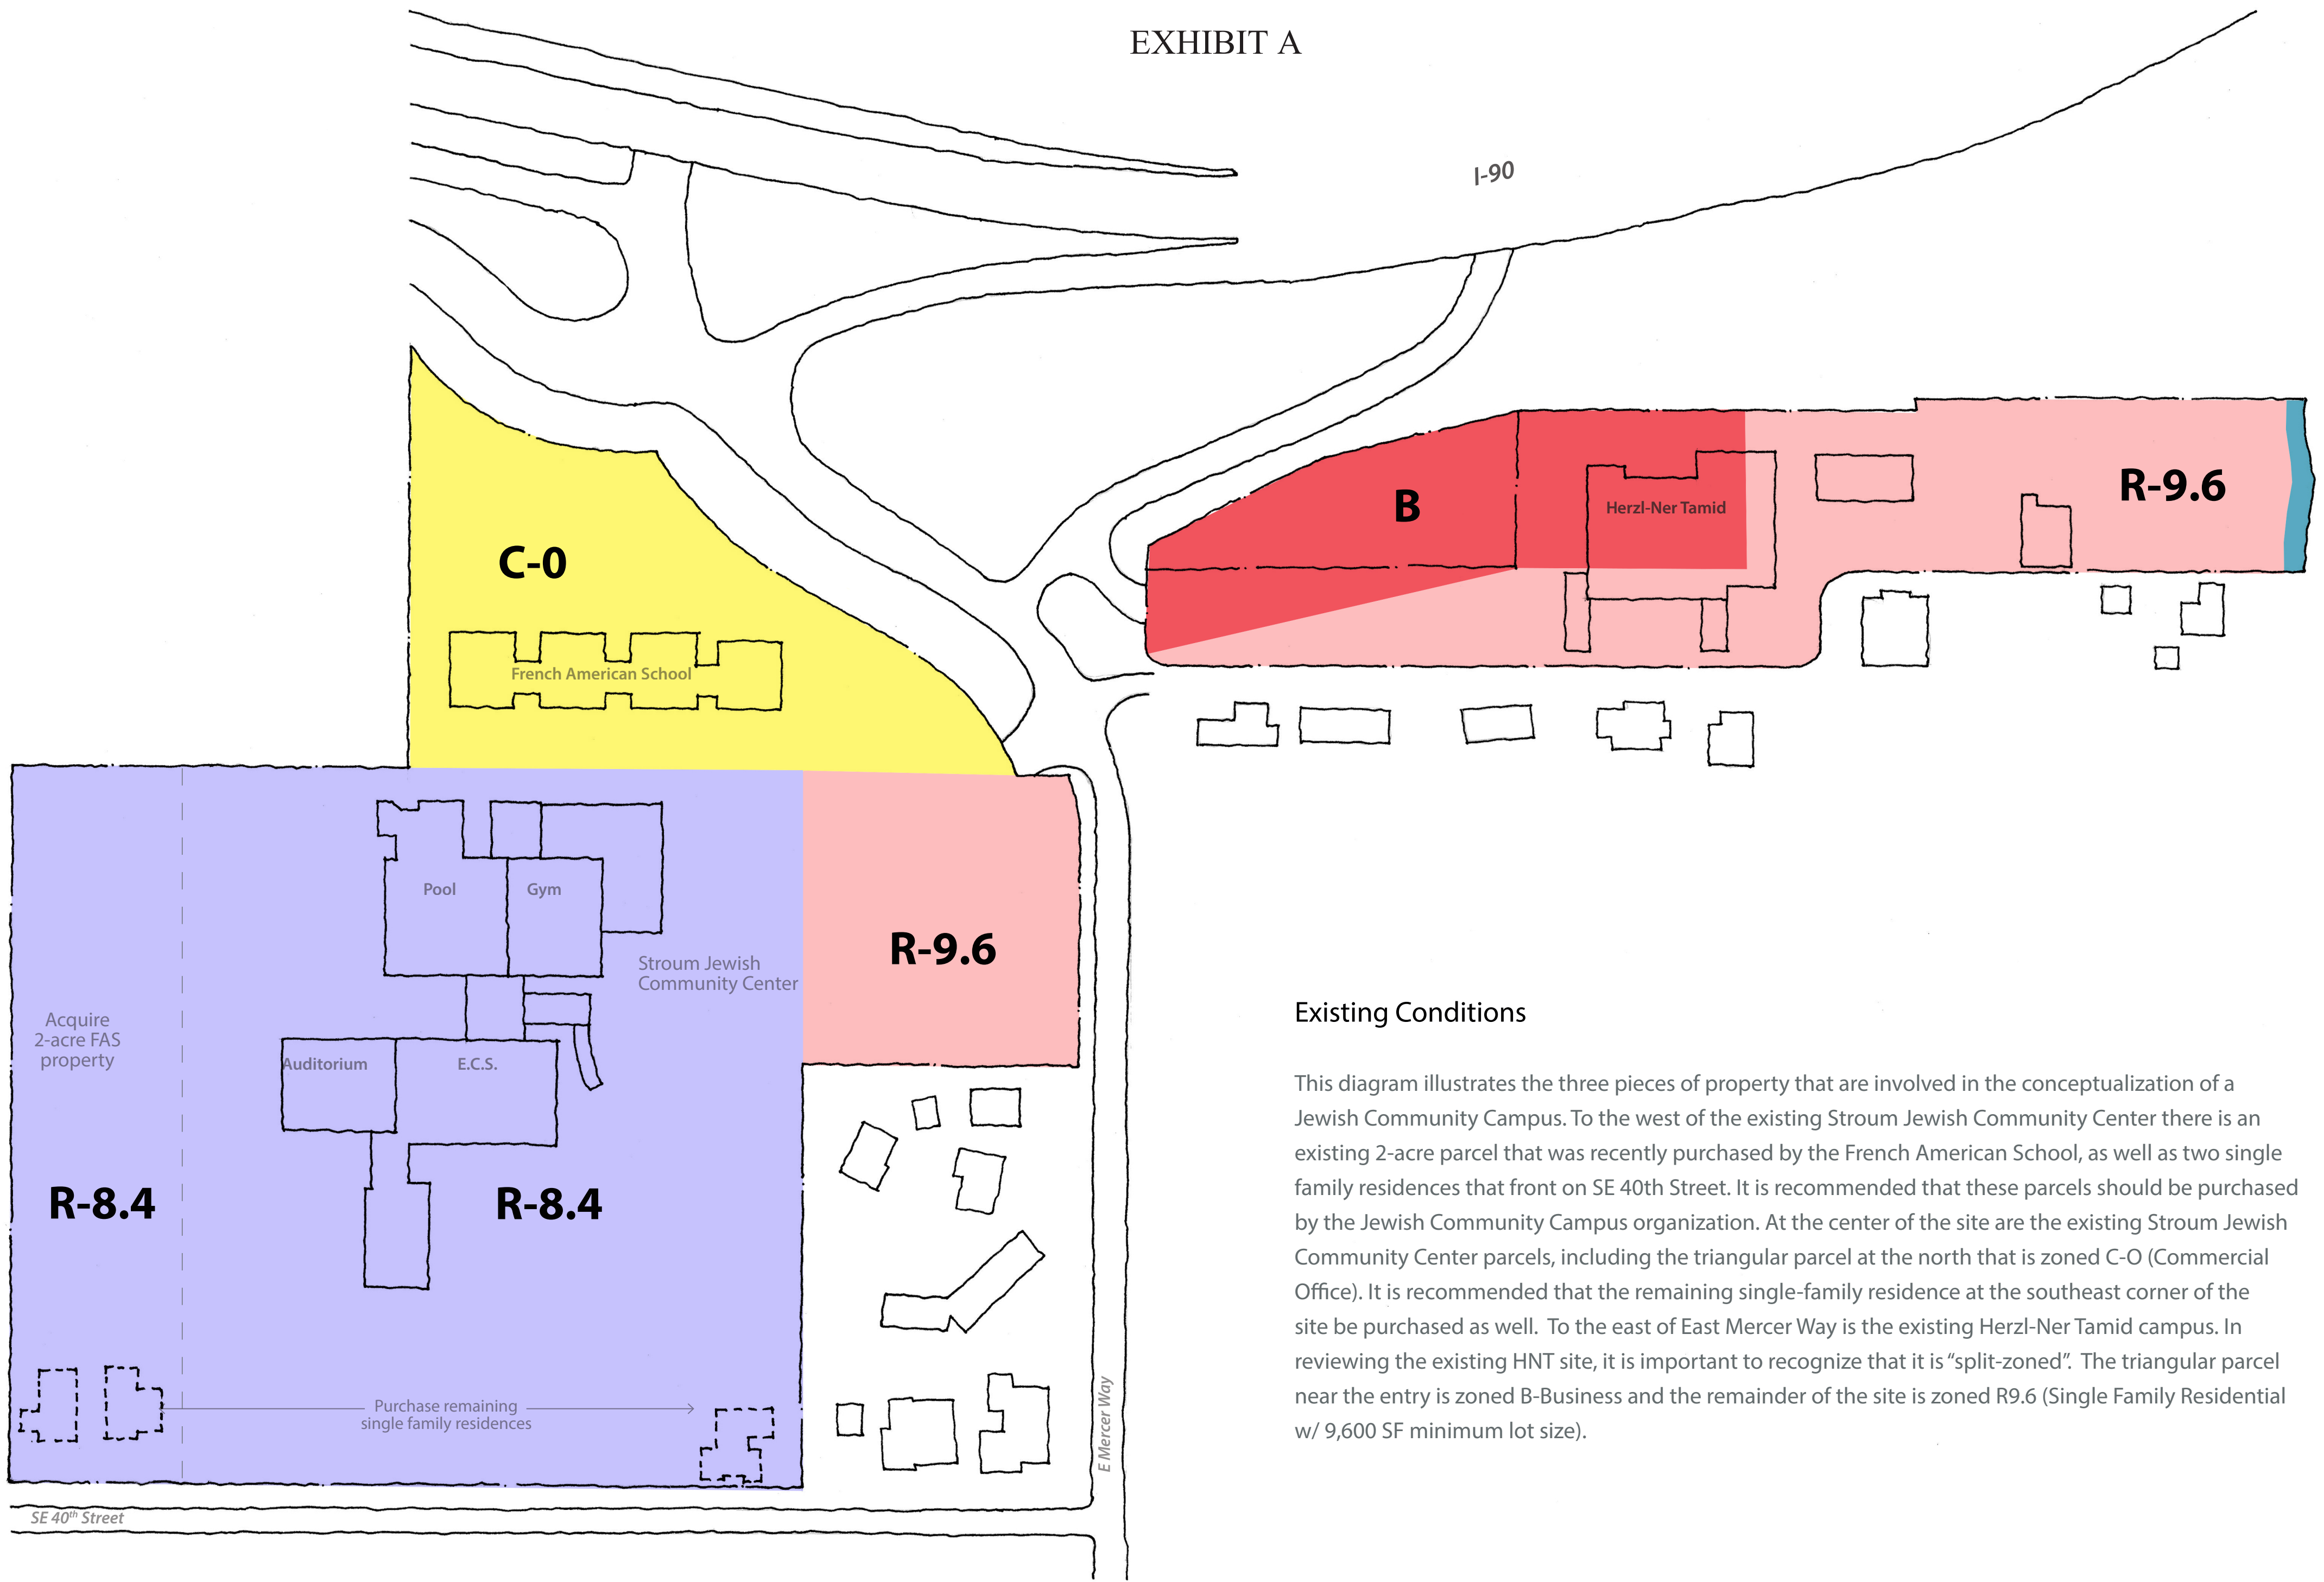 EXHIBIT A
I-90
B
R-9.6
Herzl-Ner Tamid
C-0
French American School
Pool
Gym
R-9.6
Stroum Jewish
Community Center
Acquire
2-acre FAS
property
Auditorium
E.C.S.
R-8.4
R-8.4
Purchase remaining
single family residences
E Mercer Way
SE 40th Street
Existing Conditions
This diagram illustrates the three pieces of property that are involved in the conceptualization of a
Jewish Community Campus. To the west of the existing Stroum Jewish Community Center there is an
existing 2-acre parcel that was recently purchased by the French American School, as well as two single
family residences that front on SE 40th Street. It is recommended that these parcels should be purchased
by the Jewish Community Campus organization. At the center of the site are the existing Stroum Jewish
Community Center parcels, including the triangular parcel at the north that is zoned C-O (Commercial
Office). It is recommended that the remaining single-family residence at the southeast corner of the
site be purchased as well.  To the east of East Mercer Way is the existing Herzl-Ner Tamid campus. In
reviewing the existing HNT site, it is important to recognize that it is “split-zoned”.  The triangular parcel
near the entry is zoned B-Business and the remainder of the site is zoned R9.6 (Single Family Residential
w/ 9,600 SF minimum lot size).